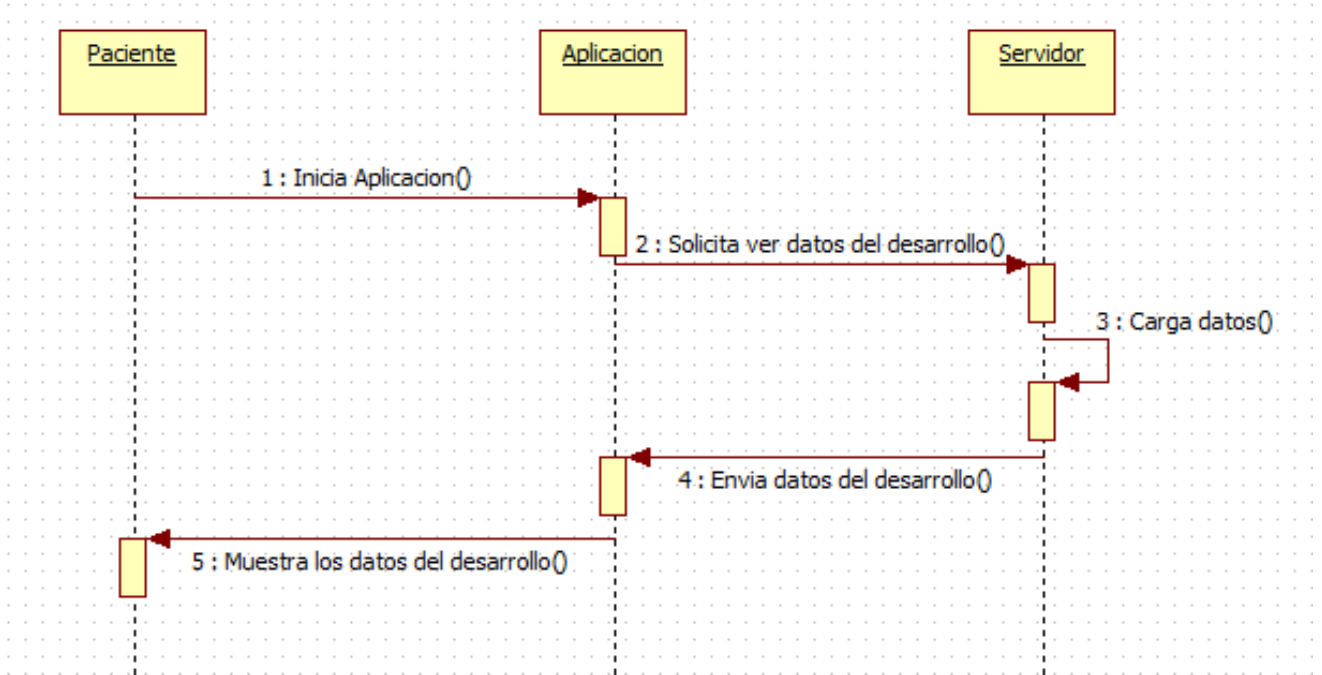 Paciente
Aplicacion
Servidor
1 : Inicia Aplicacion()
2 : Solicita ver datos del desarrollo()
3 : Carga datos()
4 : Envia datos del desarrollo()
5 : Muestra los datos del desarrollo()